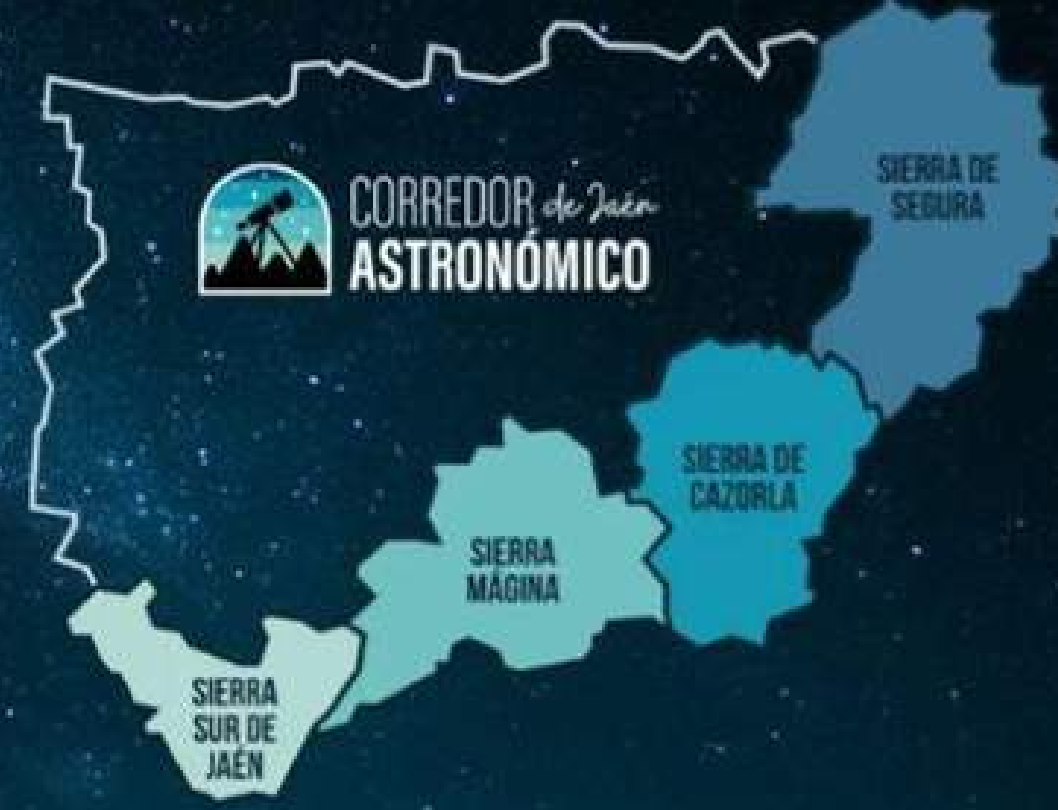 CORREDOR de Jaén
ASTRONÓMICO
SIERRA DE
SEGURA
SIERRA DE
CAZORLA
SIERRA
MÁGINA
SIERRA
SUR DE
JAÉN